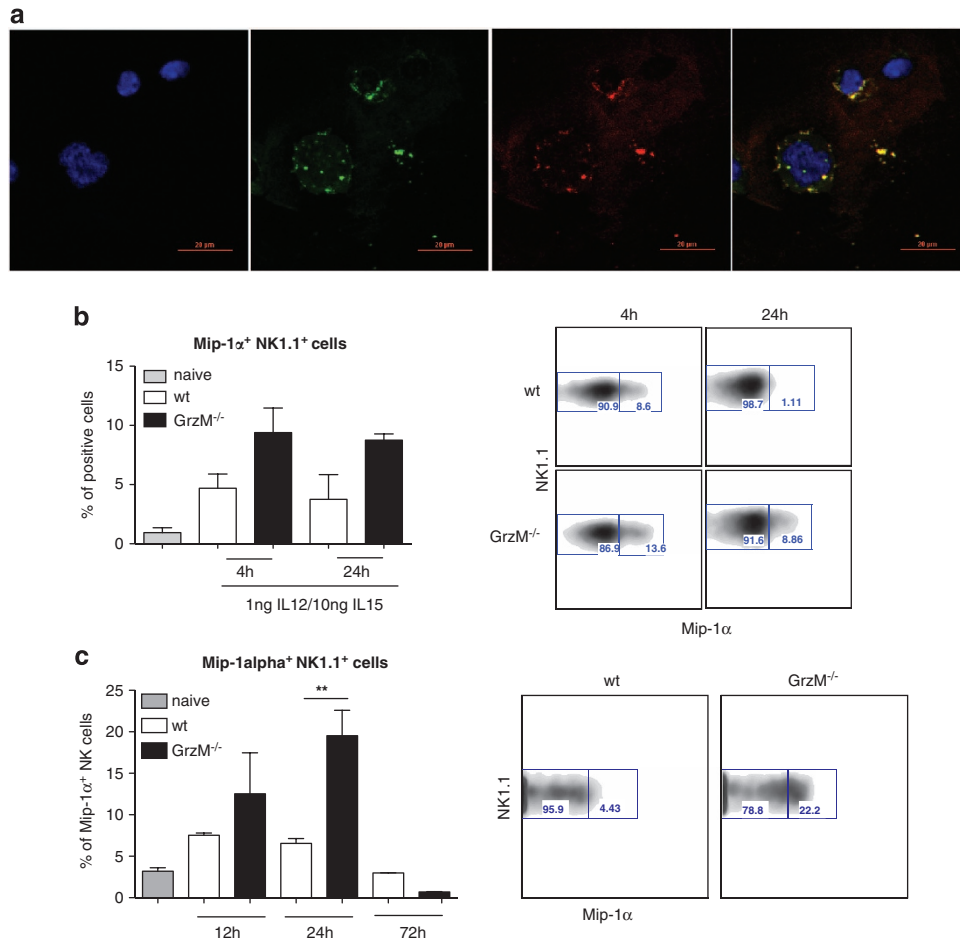 a
20 µm
20 µm
20 µm
20 µm
b
Mip-1α⁺ NK1.1⁺ cells
% of positive cells
15
10
5
0
naive
wt
GrzM⁻/⁻
4h
24h
1ng IL12/10ng IL15
4h
24h
wt
GrzM⁻/⁻
NK1.1
90.9
8.6
98.7
1.11
86.9
13.6
91.6
8.86
Mip-1α
c
Mip-1alpha⁺ NK1.1⁺ cells
% of Mip-1α⁺ NK cells
25
20
15
10
5
0
naive
wt
GrzM⁻/⁻
**
12h
24h
72h
wt
GrzM⁻/⁻
NK1.1
95.9
4.43
78.8
22.2
Mip-1α